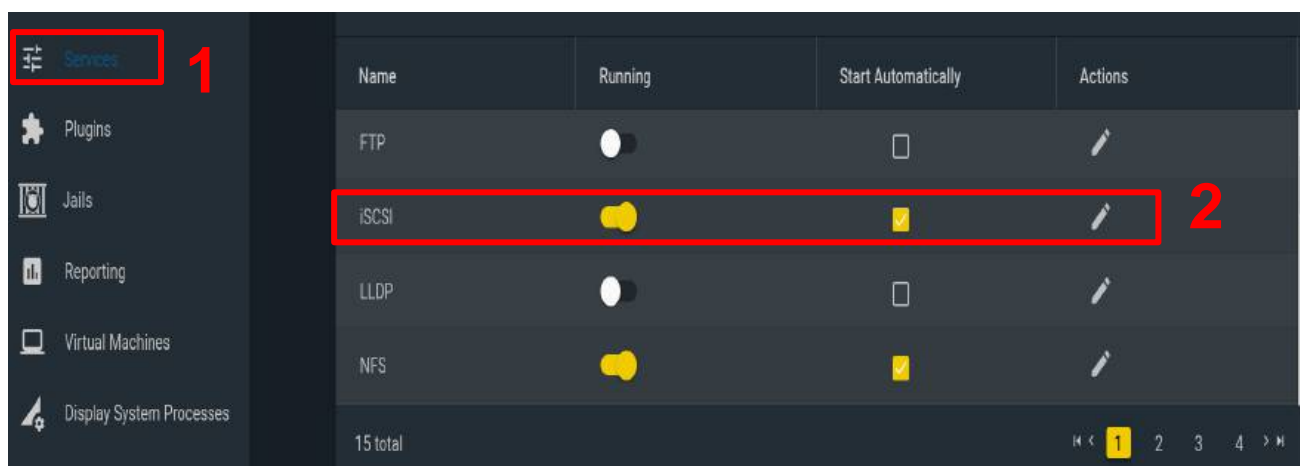 Services
1
Plugins
Jails
Reporting
Virtual Machines
Display System Processes
Name Running Start Automatically Actions
FTP
iSCSI
2
LLDP
NFS
15 total
1 2 3 4